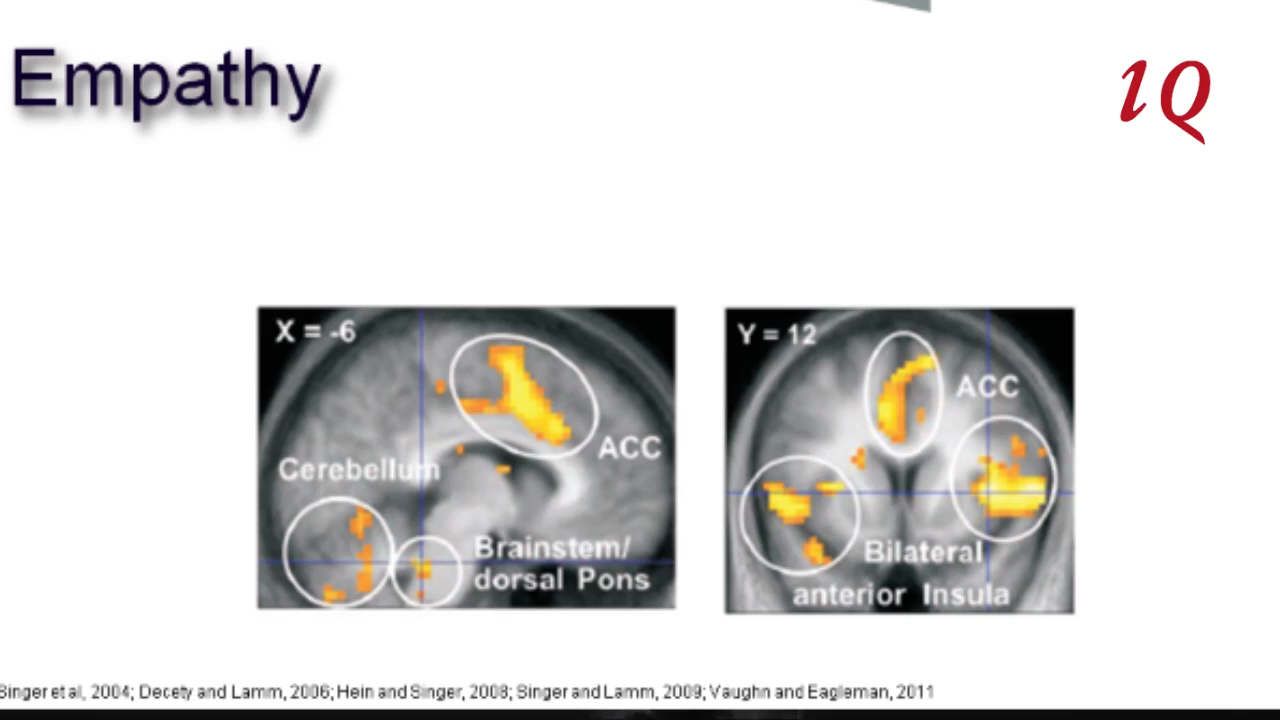 Empathy
iQ
X = -6
ACC
Cerebellum
Brainstem/
dorsal Pons
Y = 12
ACC
Bilateral
anterior Insula
Singer et al, 2004; Decety and Lamm, 2006; Hein and Singer, 2008; Singer and Lamm, 2009; Vaughn and Eagleman, 2011